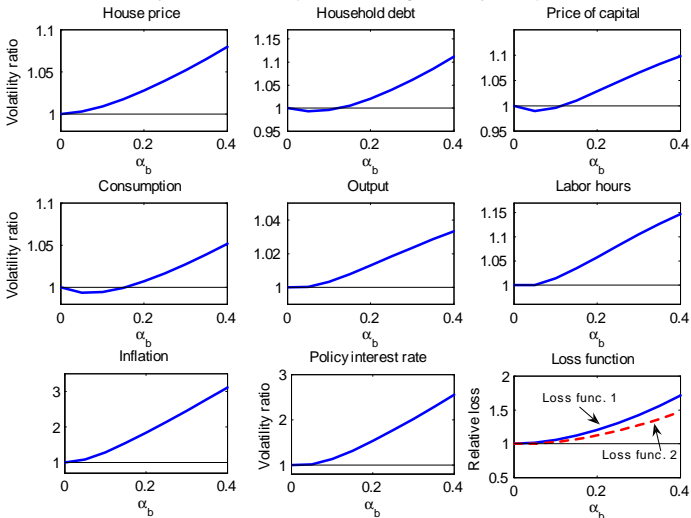 House price
Household debt
Price of capital
Volatility ratio
1.1
1.05
1
0
0.2
0.4
α_b
1.15
1.1
1.05
1
0.95
0
0.2
0.4
α_b
1.1
1.05
1
0.95
0
0.2
0.4
α_b
Consumption
Output
Labor hours
Volatility ratio
1.1
1.05
1
0
0.2
0.4
α_b
1.04
1.02
1
0
0.2
0.4
α_b
1.15
1.1
1.05
1
0
0.2
0.4
α_b
Inflation
Policy interest rate
Loss function
3
2
1
0
0.2
0.4
α_b
Volatility ratio
3
2
1
0
0.2
0.4
α_b
Relative loss
2
1.5
1
0.5
Loss func. 1
Loss func. 2
0
0.2
0.4
α_b